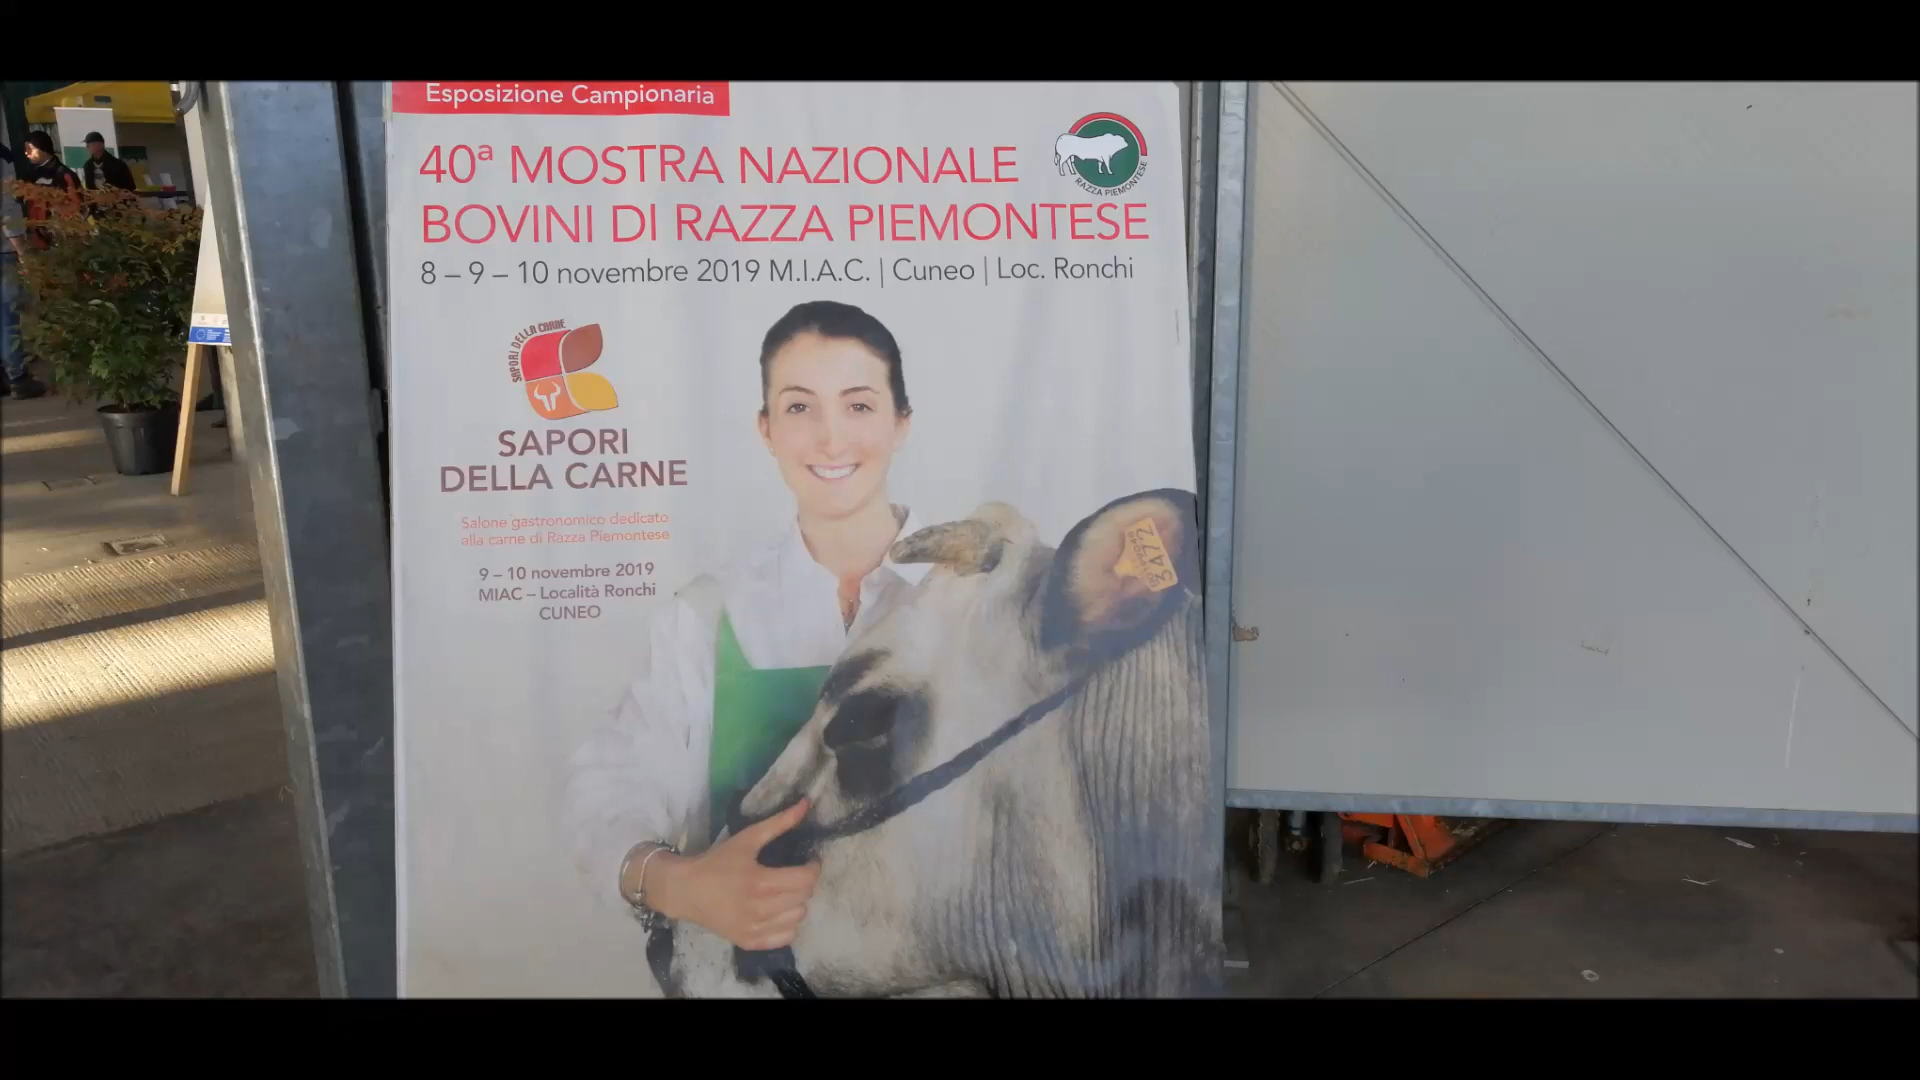 Esposizione Campionaria
40ª MOSTRA NAZIONALE
BOVINI DI RAZZA PIEMONTESE
RAZZA PIEMONTESE
8 – 9 – 10 novembre 2019 M.I.A.C. | Cuneo | Loc. Ronchi
SAPORI DELLA CARNE
SAPORI
DELLA CARNE
Salone gastronomico dedicato
alla carne di Razza Piemontese
9 – 10 novembre 2019
MIAC – Località Ronchi
CUNEO